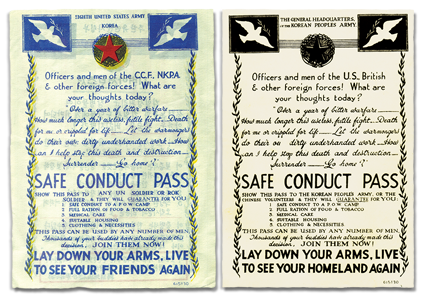 EIGHTH UNITED STATES ARMY
KOREA
Officers and men of the C.C.F. NKPA
& other foreign forces! What are
your thoughts today?
"Over a year of bitter warfare
How much longer this useless, futile fight... Death
for me or crippled for life..... Let the warmongers
do their own dirty underhanded work...How
can I help stay this death and destruction...
Surrender ..... Go home"?
SAFE CONDUCT PASS
SHOW THIS PASS TO ANY UN SOLDIER OR ROK
SOLDIER & THEY WILL GUARANTEE YOU
1 SAFE CONDUCT TO A P.O.W CAMP
2 FULL RATION OF FOOD & TOBACCO
3 MEDICAL CARE
4 SUITABLE HOUSING
5 CLOTHING & NECESSITIES
THIS PASS CAN BE USED BY ANY NUMBER OF MEN.
Thousands of your buddies have already made this
decision. JOIN THEM NOW!
LAY DOWN YOUR ARMS, LIVE
TO SEE YOUR FRIENDS AGAIN
THE GENERAL HEADQUARTERS,
OF THE KOREAN PEOPLES ARMY.
Officers and men of the U.S. British
& other foreign forces! What are
your thoughts today?
"Over a year of bitter warfare
How much longer this useless, futile fight...Death
for me or crippled for life..... Let the warmongers
do their own dirty underhanded work...How
can I help stay this death and destruction...
Surrender ..... Go home"?
SAFE CONDUCT PASS
SHOW THIS PASS TO THE KOREAN PEOPLES ARMY, OR THE
CHINESE VOLUNTEERS & THEY WILL GUARANTEE FOR YOU
1 SAFE CONDUCT TO A P.O.W CAMP
2 FULL RATION OF FOOD & TOBACCO
3 MEDICAL CARE
4 SUITABLE HOUSING
5 CLOTHING & NECESSITIES
THIS PASS CAN BE USED BY ANY NUMBER OF MEN.
Thousands of your buddies have already made this
decision. JOIN THEM NOW!
LAY DOWN YOUR ARMS, LIVE
TO SEE YOUR HOMELAND AGAIN